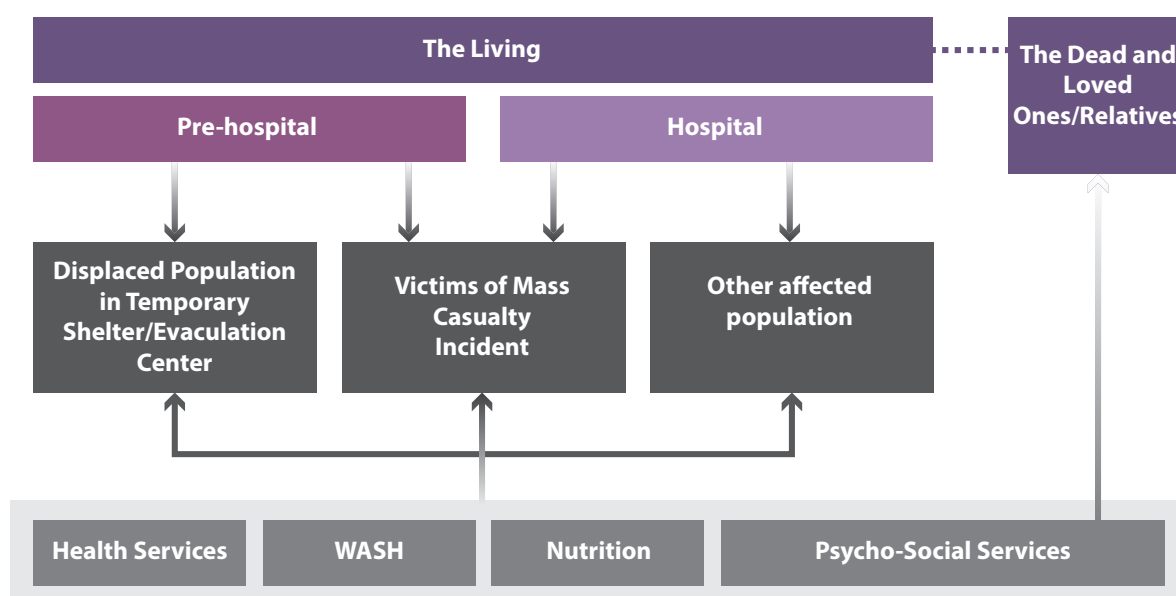 The Living
The Dead and
Loved
Ones/Relatives
Pre-hospital
Hospital
Displaced Population
in Temporary
Shelter/Evaculation
Center
Victims of Mass
Casualty
Incident
Other affected
population
Health Services
WASH
Nutrition
Psycho-Social Services